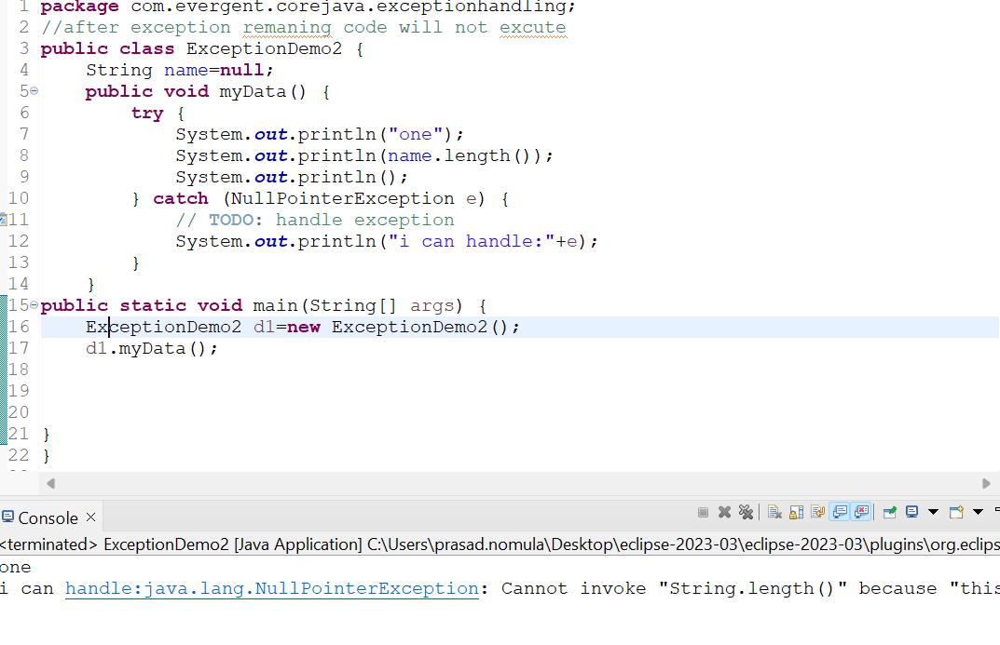 1 package com.evergent.corejava.exceptionhandling;
2 //after exception remaning code will not excute
3 public class ExceptionDemo2 {
4 String name=null;
5 public void myData() {
6 try {
7 System.out.println("one");
8 System.out.println(name.length());
9 System.out.println();
10 } catch (NullPointerException e) {
11 // TODO: handle exception
12 System.out.println("i can handle:"+e);
13 }
14 }
15 public static void main(String[] args) {
16 ExceptionDemo2 d1=new ExceptionDemo2();
17 d1.myData();
18
19
20
21 }
22 }
Console
<terminated> ExceptionDemo2 [Java Application] C:\Users\prasad.nomula\Desktop\eclipse-2023-03\eclipse-2023-03\plugins\org.eclips
one
i can handle:java.lang.NullPointerException: Cannot invoke "String.length()" because "this